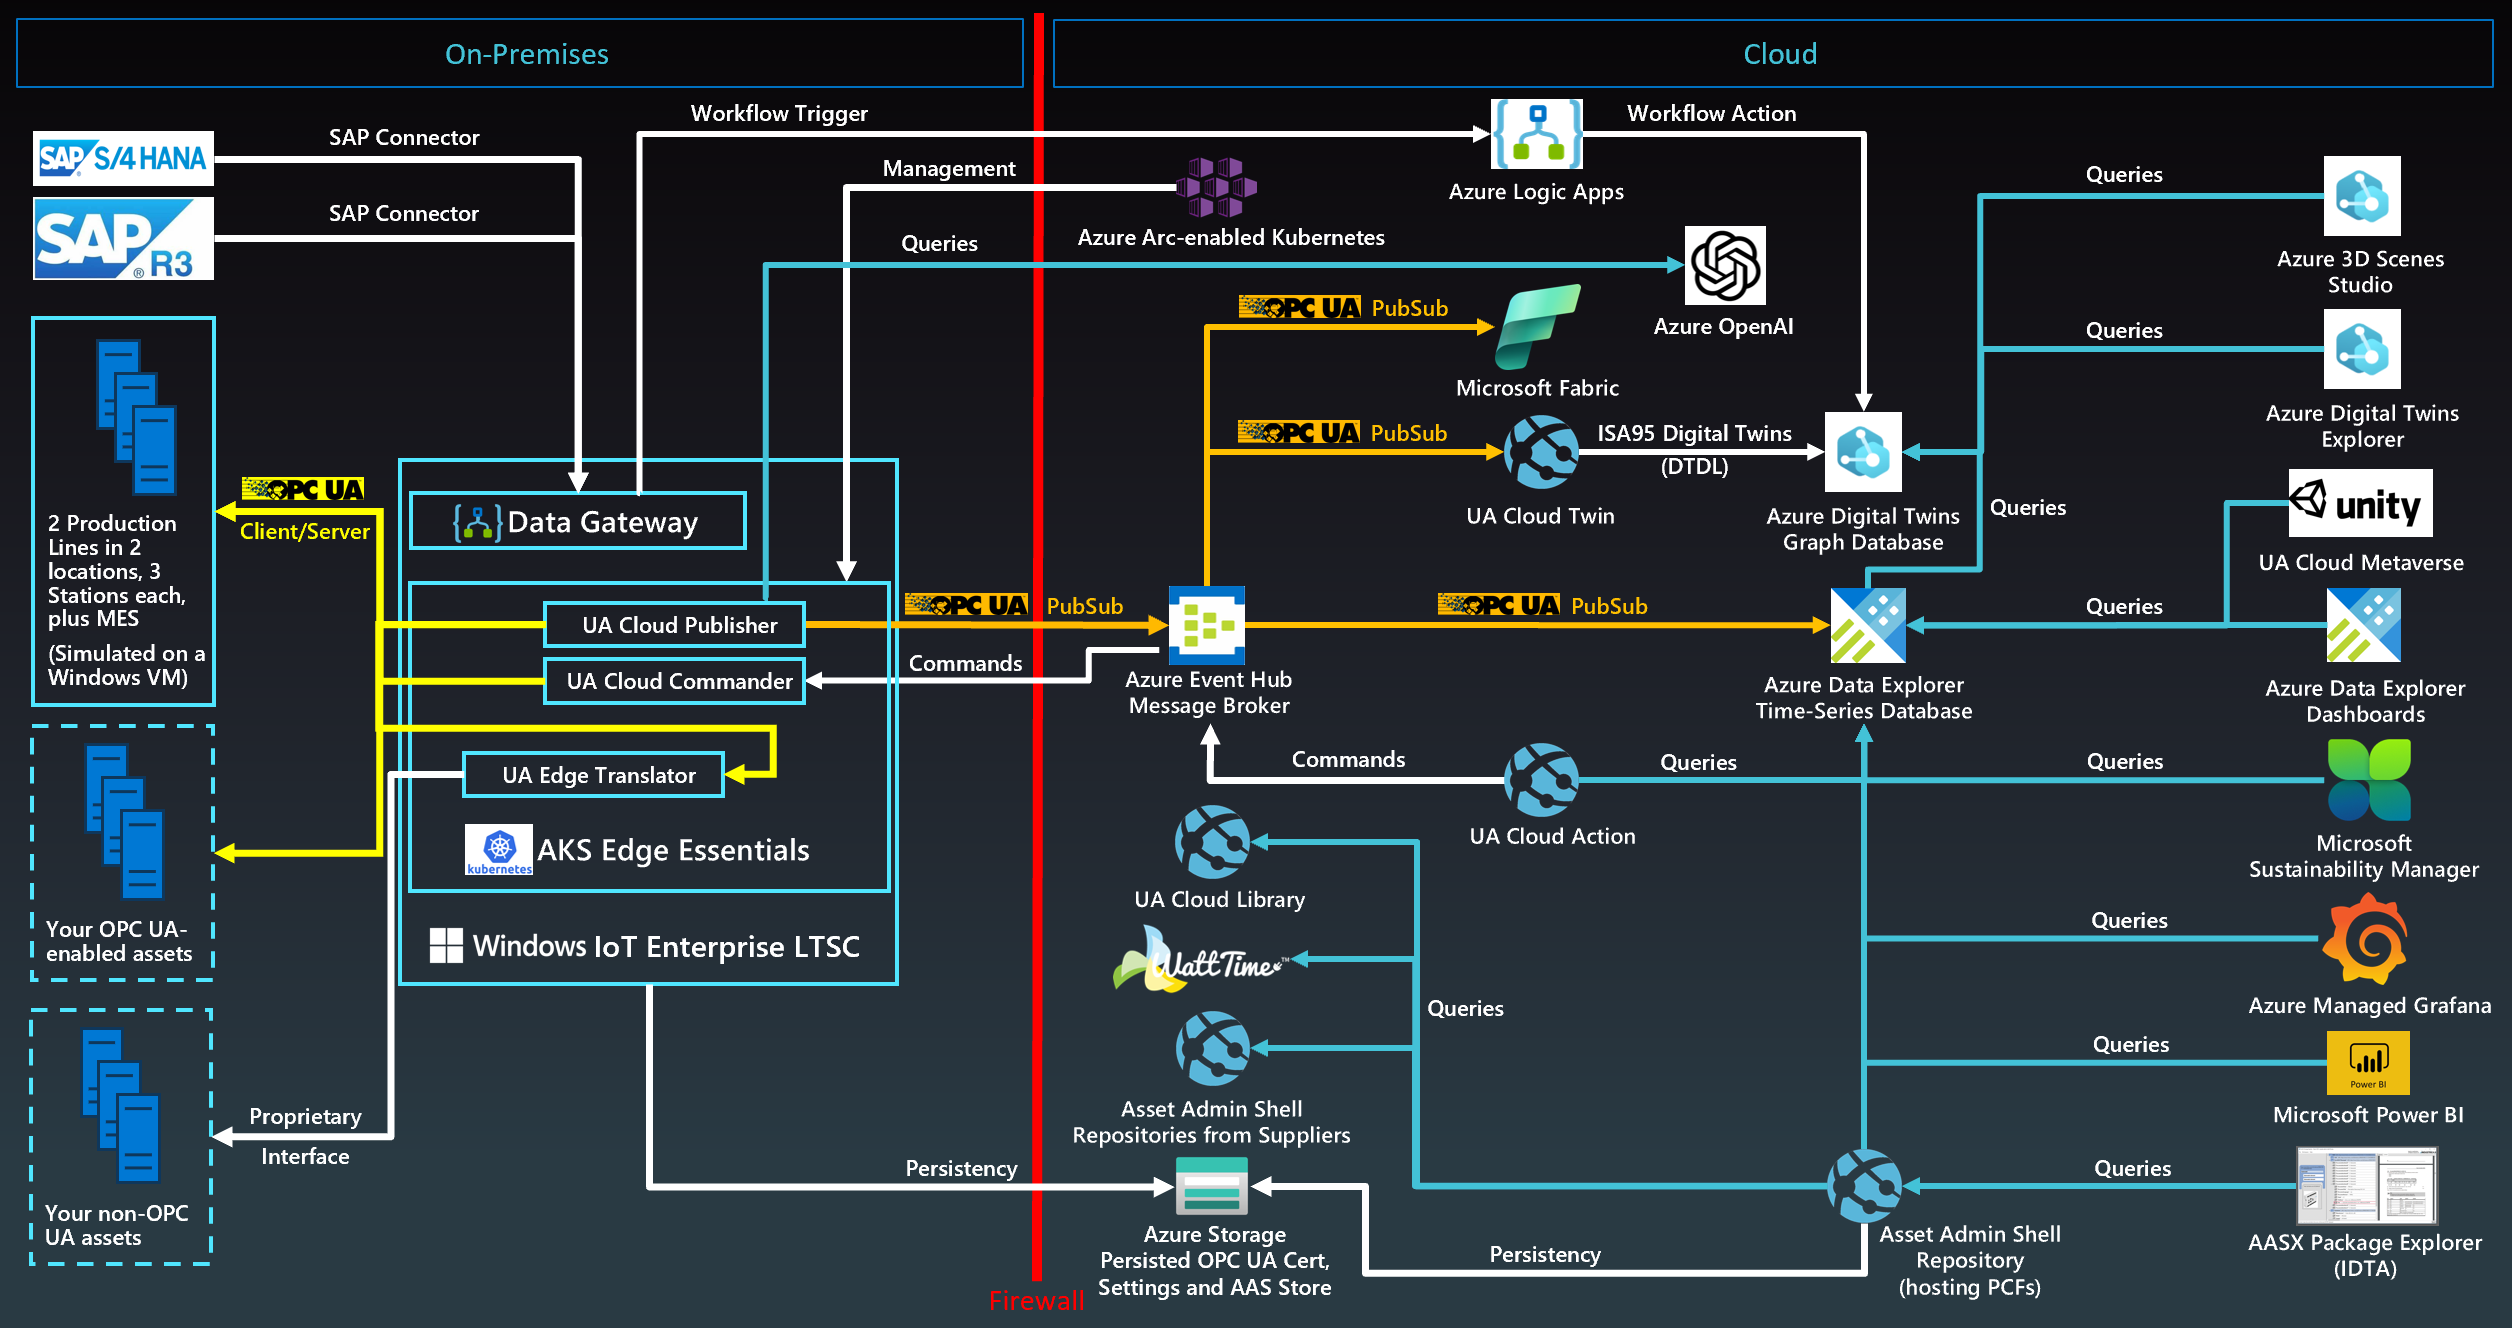 On-Premises
Cloud
SAP S/4 HANA
SAP Connector
SAP ® R3
SAP Connector
Workflow Trigger
Workflow Action
Azure Logic Apps
Management
Azure Arc-enabled Kubernetes
Queries
Azure OpenAI
Queries
Azure 3D Scenes
Studio
OPC UA PubSub
Microsoft Fabric
Queries
Azure Digital Twins
Explorer
OPC UA PubSub
UA Cloud Twin
ISA95 Digital Twins
(DTDL)
Azure Digital Twins
Graph Database
Queries
unity
UA Cloud Metaverse
2 Production
Lines in 2
locations, 3
Stations each,
plus MES
(Simulated on a
Windows VM)
OPC UA
Client/Server
Data Gateway
UA Cloud Publisher
UA Cloud Commander
UA Edge Translator
kubernetes
AKS Edge Essentials
Windows IoT Enterprise LTSC
OPC UA PubSub
Commands
Azure Event Hub
Message Broker
OPC UA PubSub
Azure Data Explorer
Time-Series Database
Queries
Azure Data Explorer
Dashboards
Your OPC UA-
enabled assets
Commands
UA Cloud Action
Queries
Queries
Microsoft
Sustainability Manager
UA Cloud Library
WattTime™
Queries
Queries
Azure Managed Grafana
Asset Admin Shell
Repositories from Suppliers
Queries
Power BI
Microsoft Power BI
Your non-OPC
UA assets
Proprietary
Interface
Persistency
Azure Storage
Persisted OPC UA Cert,
Settings and AAS Store
Persistency
Asset Admin Shell
Repository
(hosting PCFs)
Queries
AASX Package Explorer
(IDTA)
Firewall